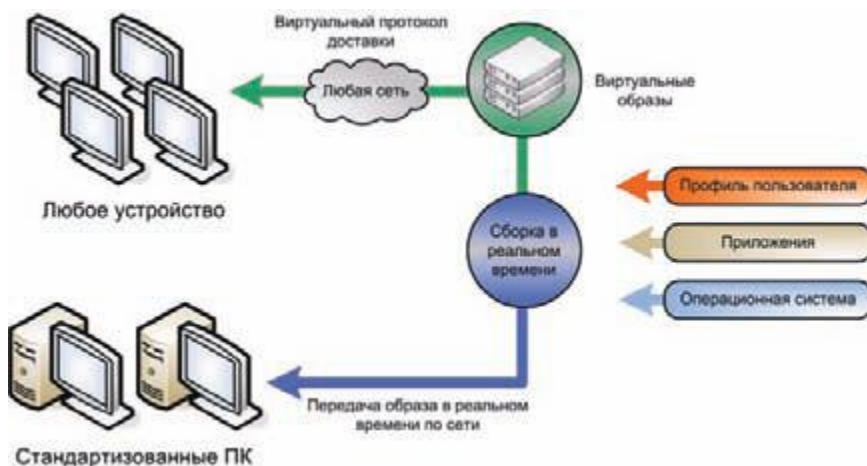 Виртуальный протокол
доставки
Любая сеть
Виртуальные
образы
Любое устройство
Профиль пользователя
Сборка в
реальном
времени
Приложения
Операционная система
Передача образа в реальном
времени по сети
Стандартизованные ПК